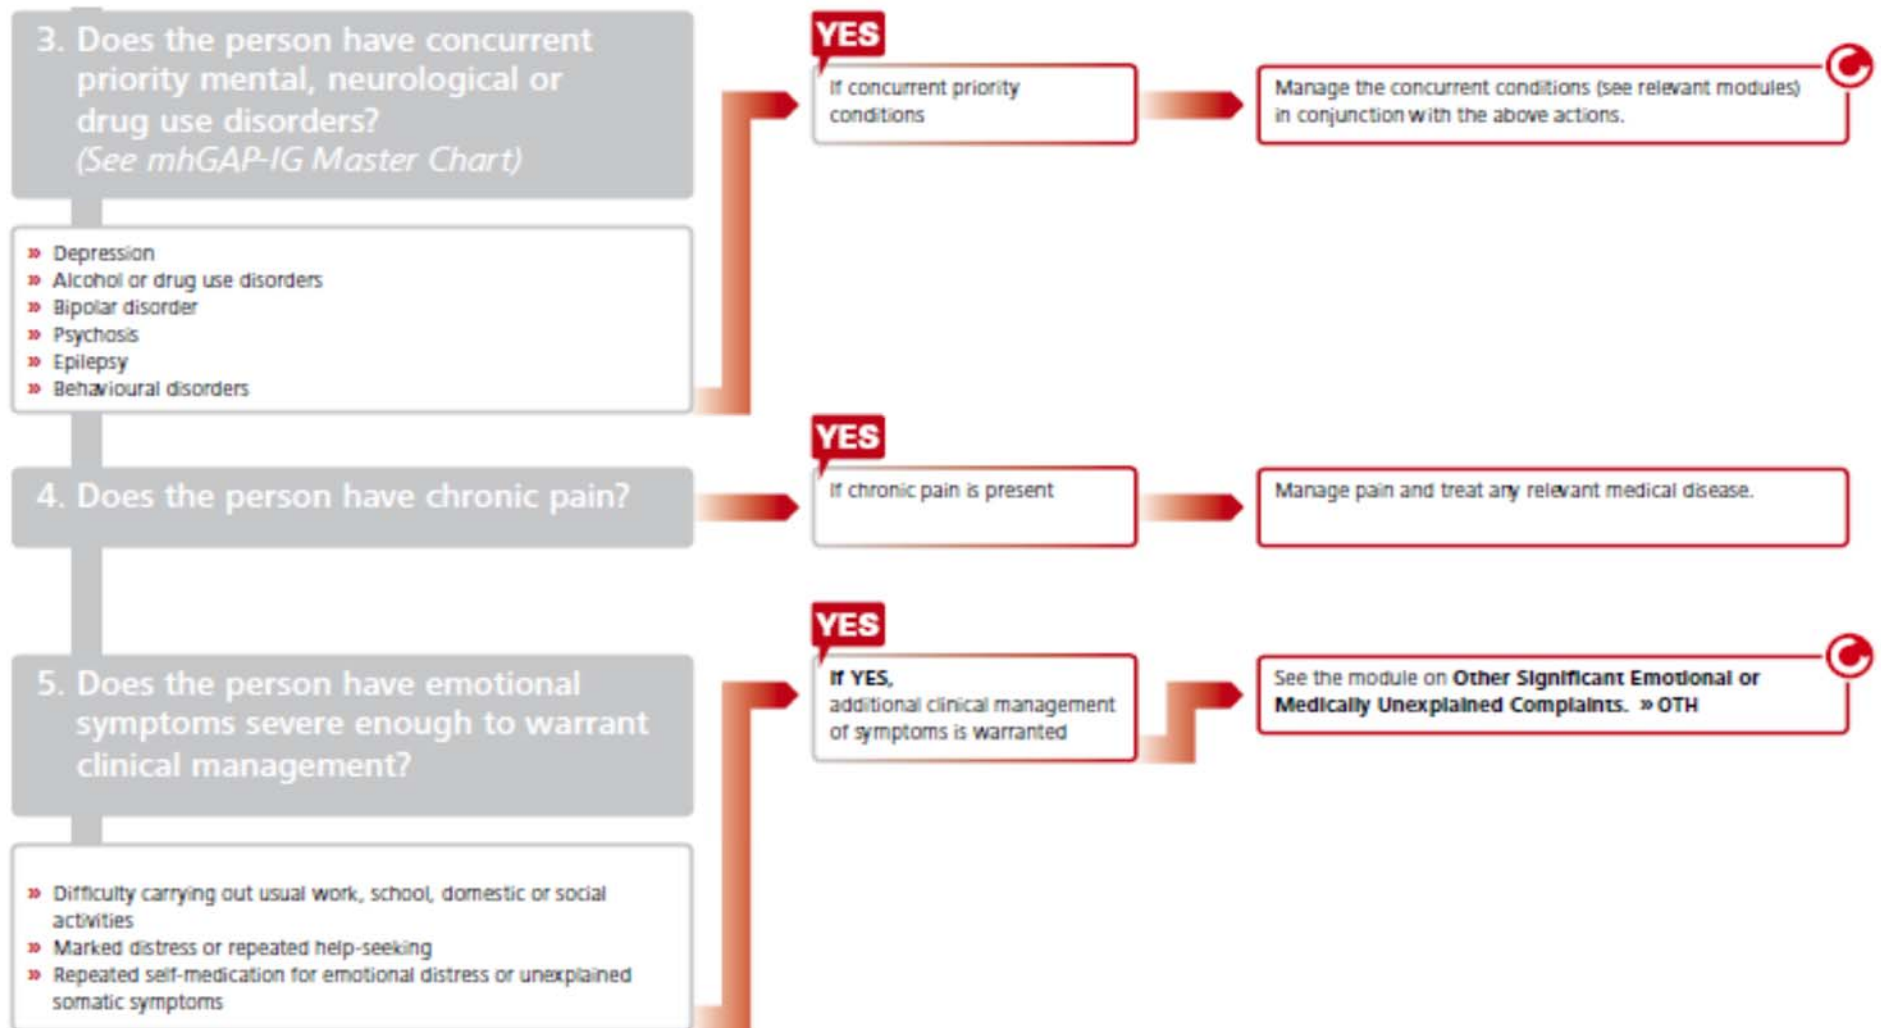 3. Does the person have concurrent
priority mental, neurological or
drug use disorders?
(See mhGAP-IG Master Chart)
» Depression
» Alcohol or drug use disorders
» Bipolar disorder
» Psychosis
» Epilepsy
» Behavioural disorders
YES
If concurrent priority
conditions
Manage the concurrent conditions (see relevant modules)
in conjunction with the above actions.
4. Does the person have chronic pain?
YES
If chronic pain is present
Manage pain and treat any relevant medical disease.
5. Does the person have emotional
symptoms severe enough to warrant
clinical management?
» Difficulty carrying out usual work, school, domestic or social
activities
» Marked distress or repeated help-seeking
» Repeated self-medication for emotional distress or unexplained
somatic symptoms
YES
If YES,
additional clinical management
of symptoms is warranted
See the module on Other Significant Emotional or
Medically Unexplained Complaints. » OTH